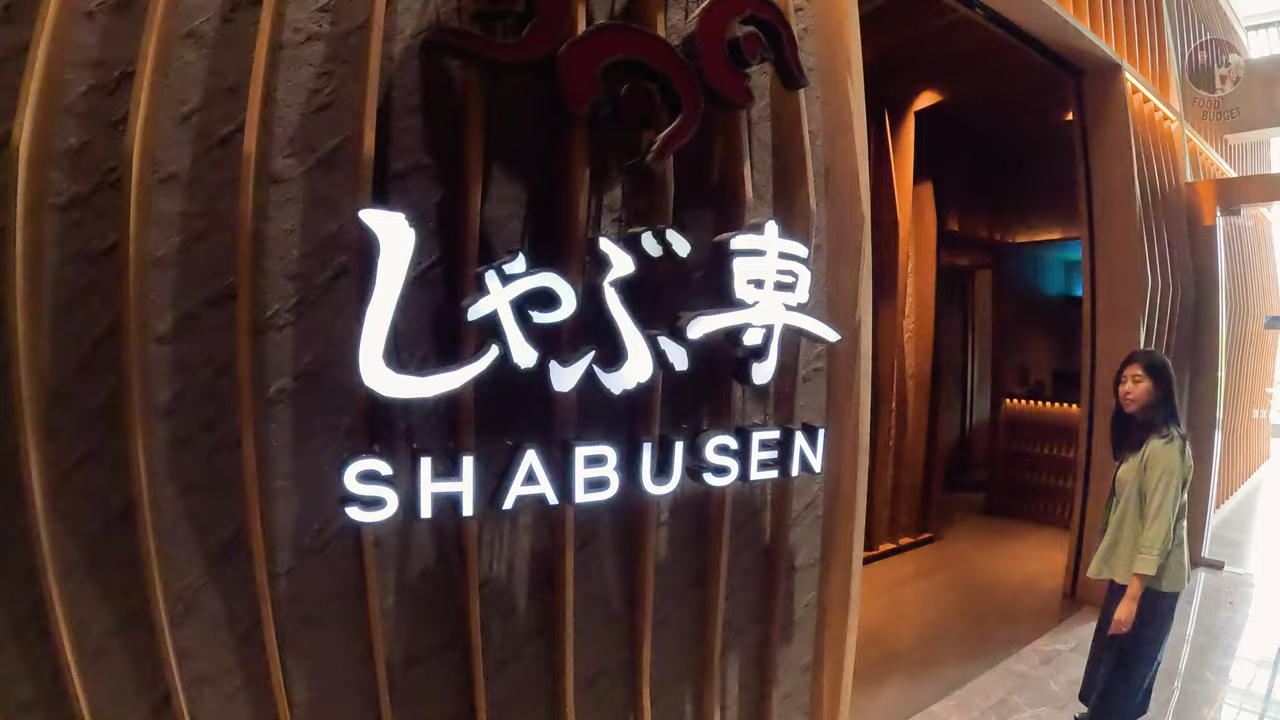 しゃぶ専
SHABUSEN
FOOD
BUDGET